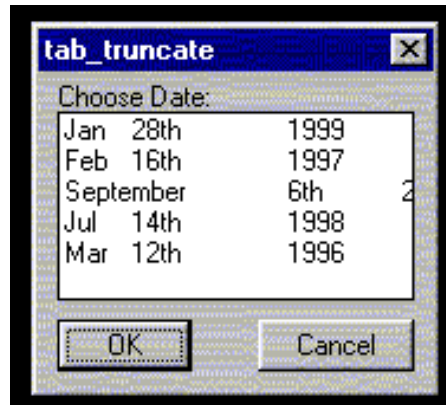 tab_truncate
Choose Date:
Jan 28th 1999
Feb 16th 1997
September 6th 2
Jul 14th 1998
Mar 12th 1996
OK Cancel